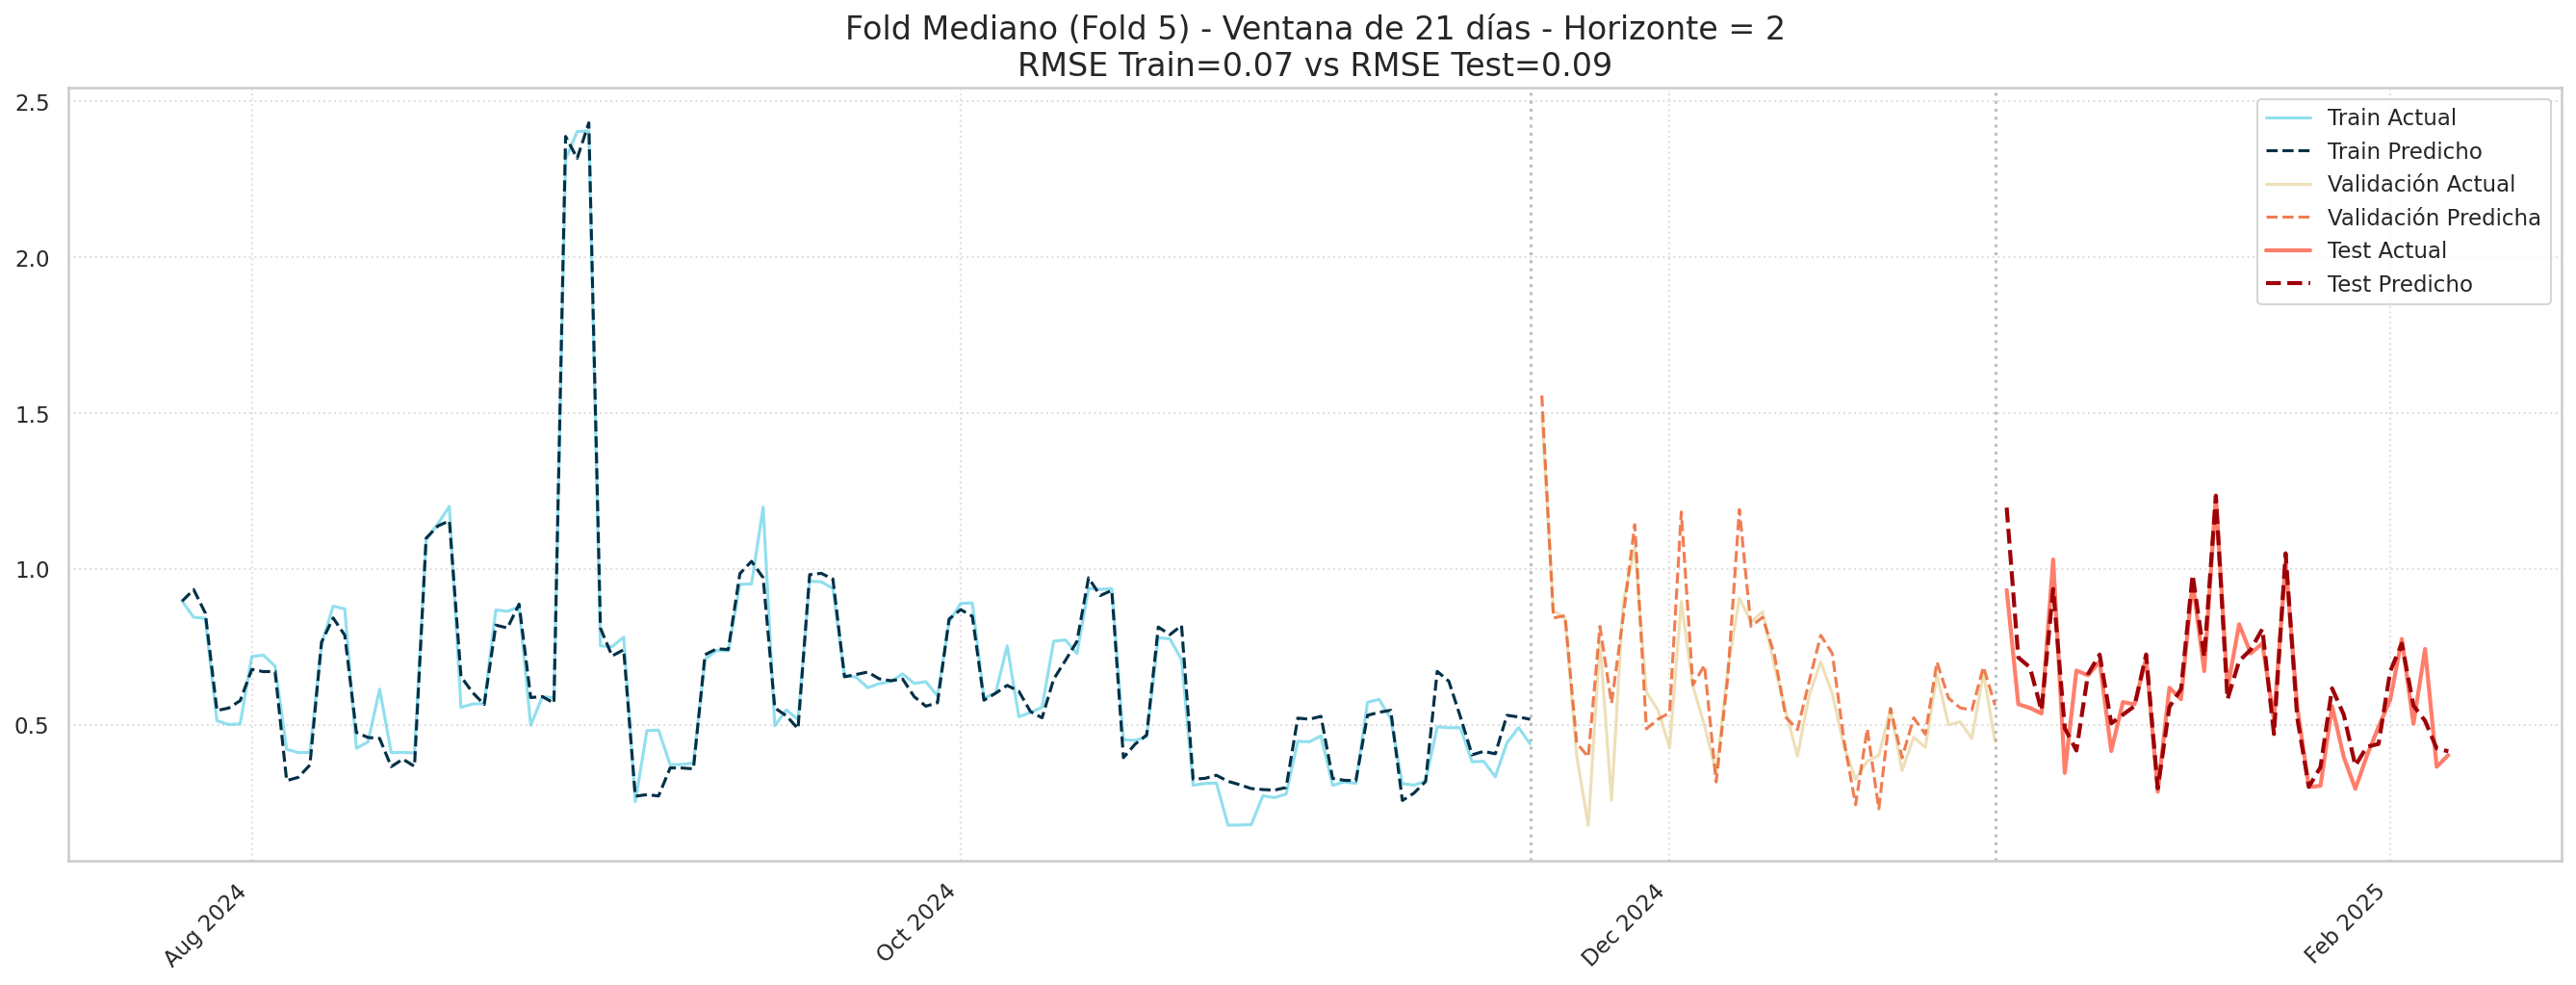 Fold Mediano (Fold 5) - Ventana de 21 días - Horizonte = 2
RMSE Train=0.07 vs RMSE Test=0.09
2.5
2.0
1.5
1.0
0.5
Train Actual
Train Predicho
Validación Actual
Validación Predicha
Test Actual
Test Predicho
Aug 2024
Oct 2024
Dec 2024
Feb 2025